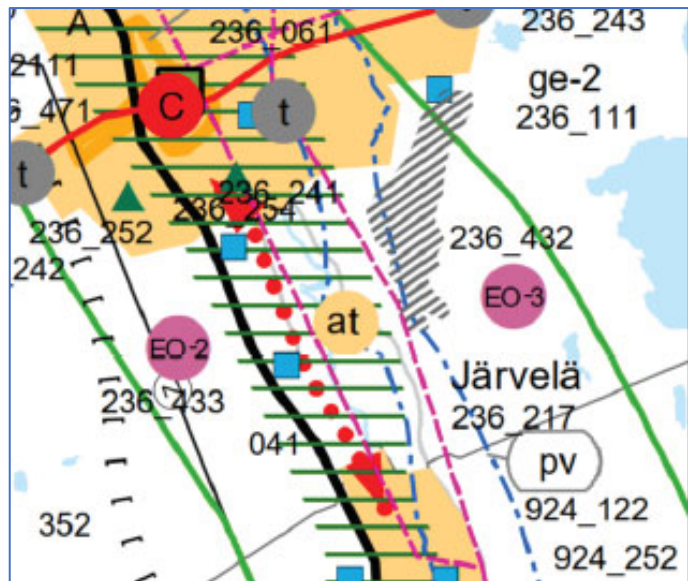 A
236_061
236_243
2111
ge-2
36_471
C
t
236_111
t
236_241
236_254
236_252
236_432
242
EO-3
at
EO-2
Järvelä
236_433
236_217
041
pv
924_122
352
924_252